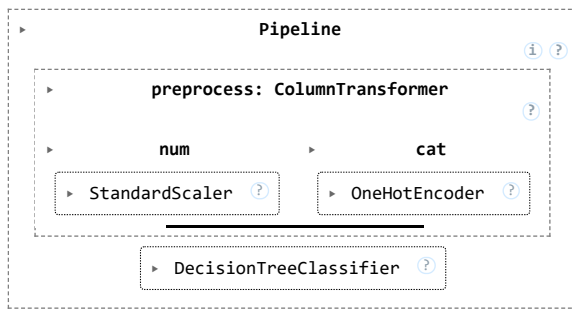 ▸ Pipeline
i ?
▸ preprocess: ColumnTransformer
?
▸ num ▸ cat
▸ StandardScaler ? ▸ OneHotEncoder ?
▸ DecisionTreeClassifier ?